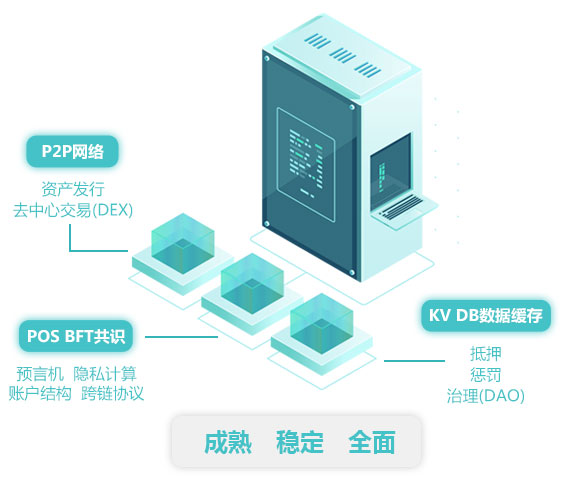 P2P网络
资产发行
去中心交易(DEX)
POS BFT共识
预言机 隐私计算
账户结构 跨链协议
KV DB数据缓存
抵押
惩罚
治理(DAO)
成熟 稳定 全面